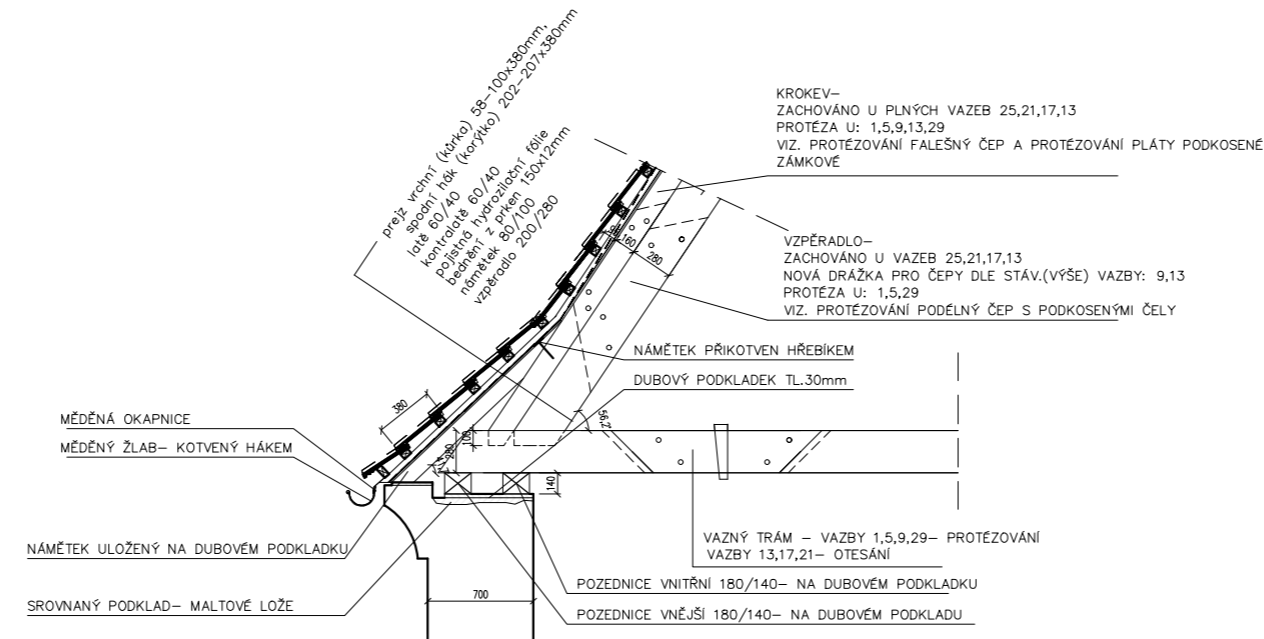 prejz vrchní (kůrka) 58-100x380mm,
spodní hák (korýtko) 202-207x380mm
latě 60/40
kontralatě 60/40
pojistná hydrozilační fólie
bednění z prken 150x12mm
námětek 80/100
vzpěradlo 200/280
KROKEV-
ZACHOVÁNO U PLNÝCH VAZEB 25,21,17,13
PROTÉZA U: 1,5,9,13,29
VIZ. PROTÉZOVÁNÍ FALEŠNÝ ČEP A PROTÉZOVÁNÍ PLÁTY PODKOSENÉ
ZÁMKOVÉ
VZPĚRADLO-
ZACHOVÁNO U VAZEB 25,21,17,13
NOVÁ DRÁŽKA PRO ČEPY DLE STÁV.(VÝŠE) VAZBY: 9,13
PROTÉZA U: 1,5,29
VIZ. PROTÉZOVÁNÍ PODÉLNÝ ČEP S PODKOSENÝMI ČELY
160
280
NÁMĚTEK PŘIKOTVEN HŘEBÍKEM
DUBOVÝ PODKLADEK TL.30mm
380
56,2
MĚDĚNÁ OKAPNICE
MĚDĚNÝ ŽLAB- KOTVENÝ HÁKEM
100
280
140
NÁMĚTEK ULOŽENÝ NA DUBOVÉM PODKLADKU
SROVNANÝ PODKLAD- MALTOVÉ LOŽE
VAZNÝ TRÁM - VAZBY 1,5,9,29- PROTÉZOVÁNÍ
VAZBY 13,17,21- OTESÁNÍ
POZEDNICE VNITŘNÍ 180/140- NA DUBOVÉM PODKLADKU
700
POZEDNICE VNĚJŠÍ 180/140- NA DUBOVÉM PODKLADU